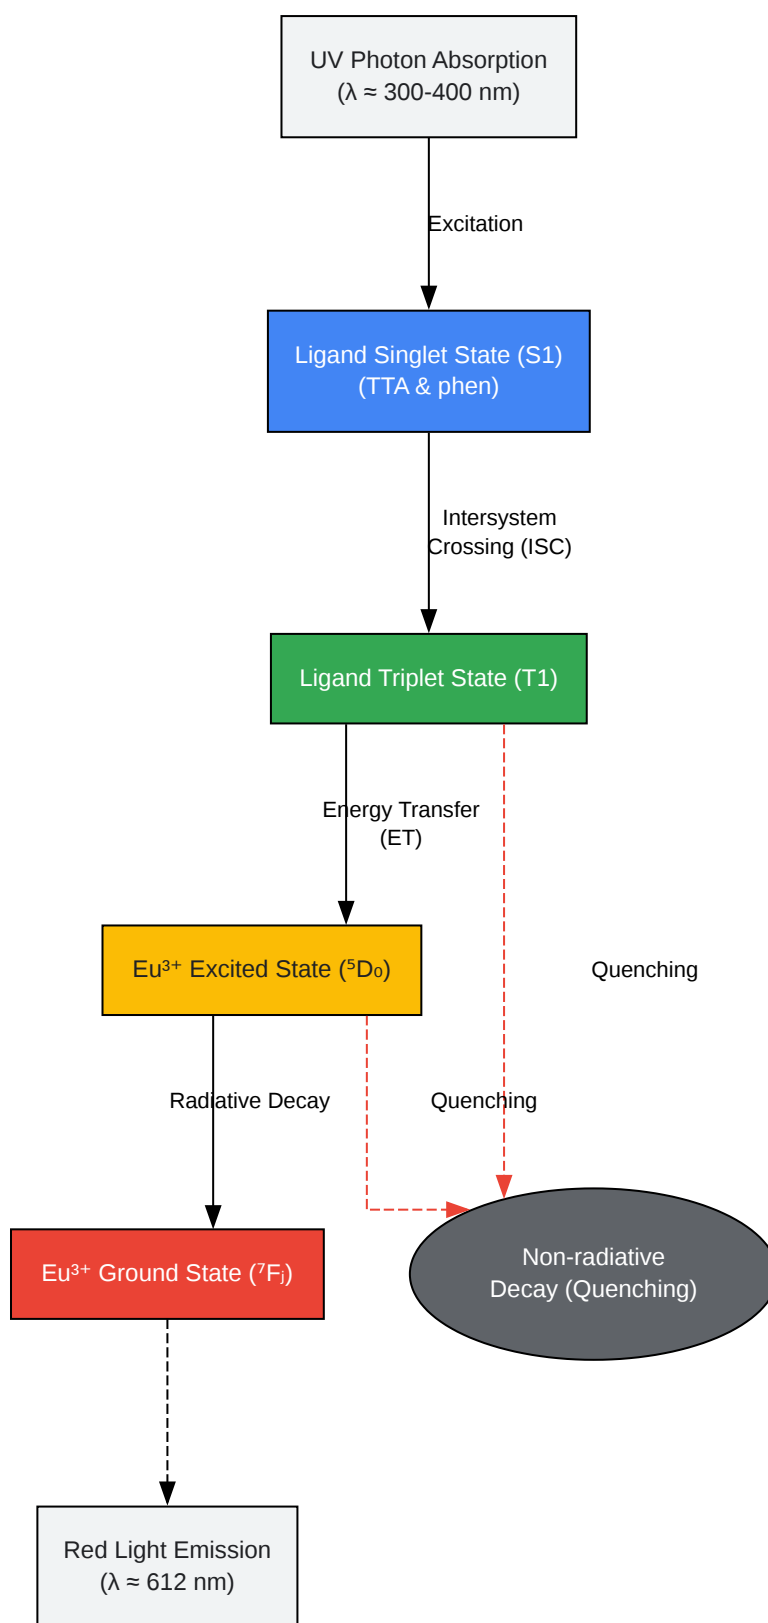 UV Photon Absorption
(λ ≈ 300-400 nm)
Excitation
Ligand Singlet State (S1)
(TTA & phen)
Intersystem
Crossing (ISC)
Ligand Triplet State (T1)
Energy Transfer
(ET)
Eu³⁺ Excited State (⁵D₀)
Quenching
Radiative Decay
Quenching
Eu³⁺ Ground State (⁷Fⱼ)
Non-radiative
Decay (Quenching)
Red Light Emission
(λ ≈ 612 nm)